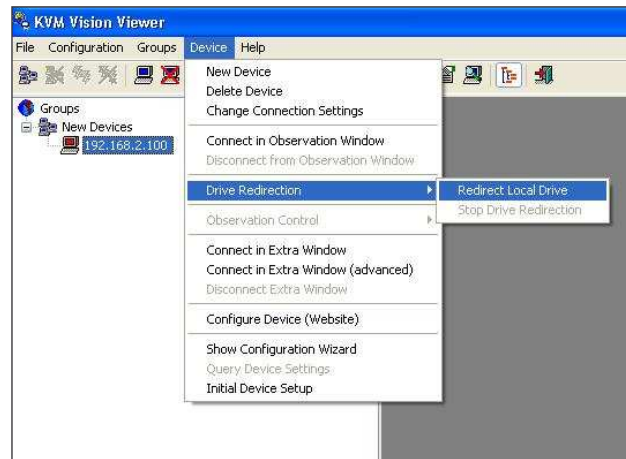 KVM Vision Viewer
File Configuration Groups Device Help
Groups
New Devices
192.168.2.100
New Device
Delete Device
Change Connection Settings
Connect in Observation Window
Disconnect from Observation Window
Drive Redirection
Redirect Local Drive
Stop Drive Redirection
Observation Control
Connect in Extra Window
Connect in Extra Window (advanced)
Disconnect Extra Window
Configure Device (Website)
Show Configuration Wizard
Query Device Settings
Initial Device Setup